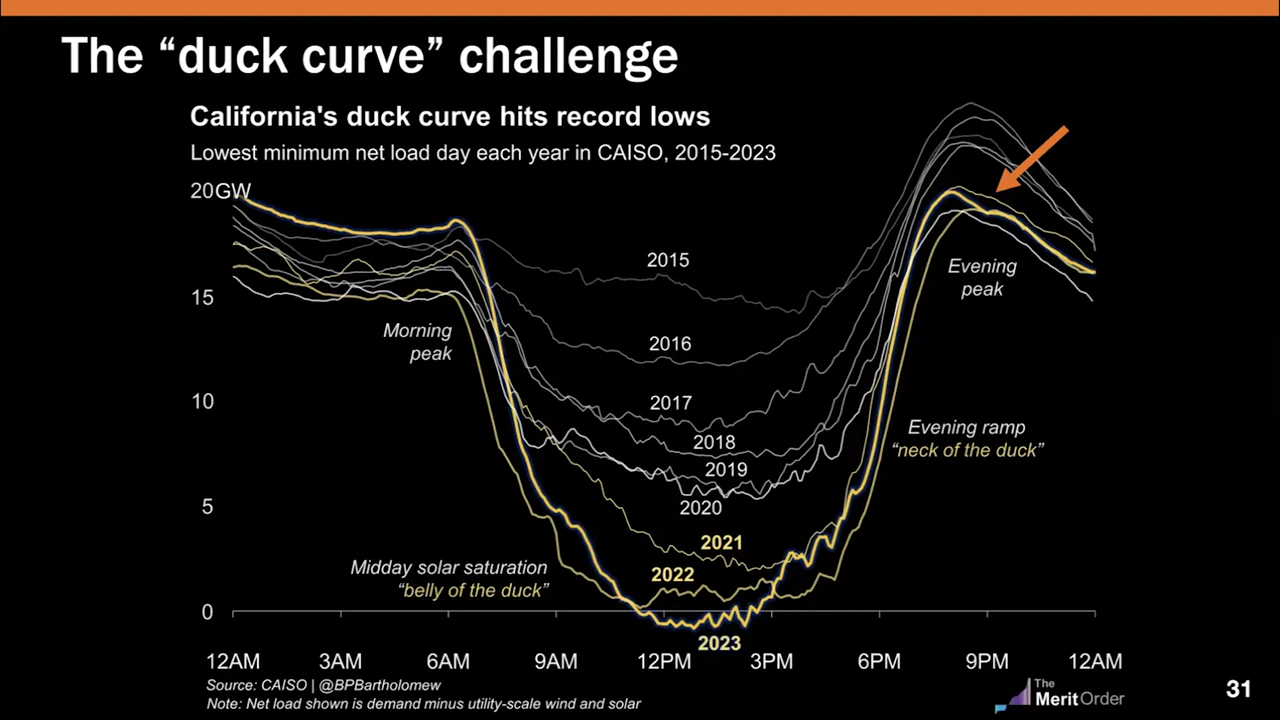 The “duck curve” challenge
California's duck curve hits record lows
Lowest minimum net load day each year in CAISO, 2015-2023
20GW
15
10
5
0
2015
2016
2017
2018
2019
2020
2021
2022
2023
Morning
peak
Evening
peak
Evening ramp
“neck of the duck”
Midday solar saturation
“belly of the duck”
12AM 3AM 6AM 9AM 12PM 3PM 6PM 9PM 12AM
Source: CAISO | @BPBartholomew
Note: Net load shown is demand minus utility-scale wind and solar
The
MeritOrder
31